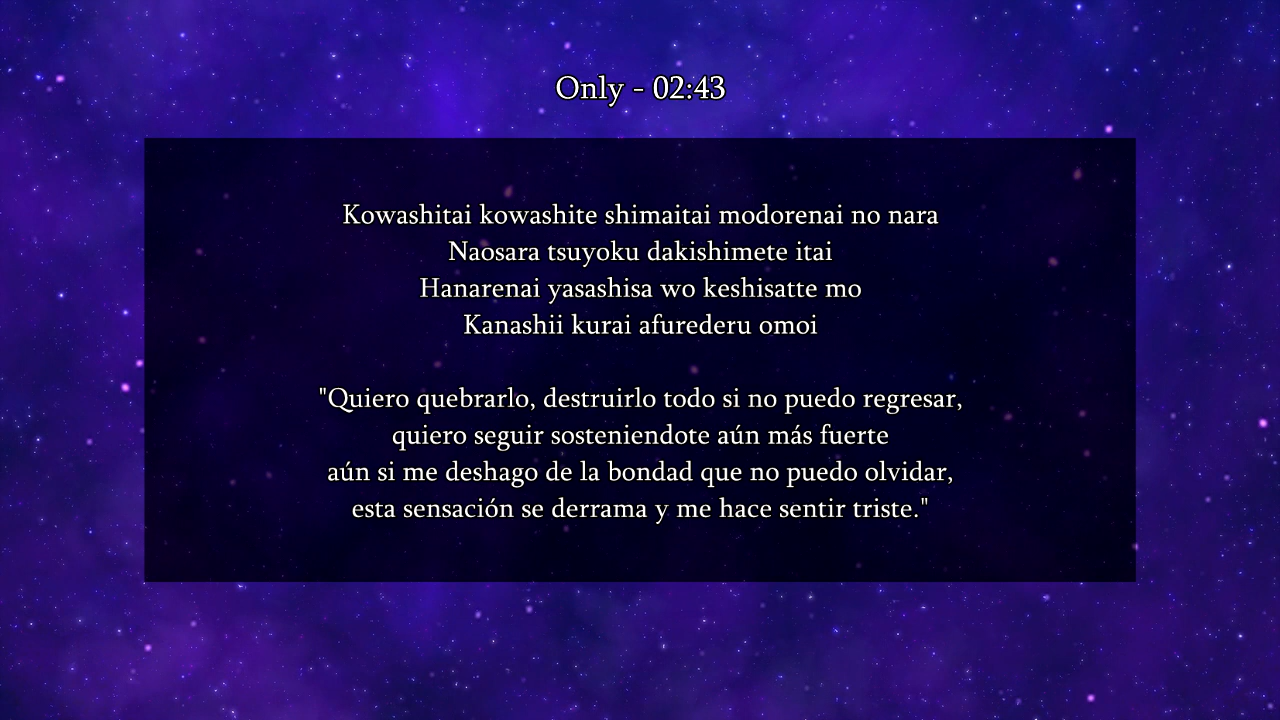 Only - 02:43
Kowashitai kowashite shimaitai modorenai no nara
Naosara tsuyoku dakishimete itai
Hanarenai yasashisa wo keshisatte mo
Kanashii kurai afurederu omoi
"Quiero quebrarlo, destruirlo todo si no puedo regresar,
quiero seguir sosteniendote aún más fuerte
aún si me deshago de la bondad que no puedo olvidar,
esta sensación se derrama y me hace sentir triste."